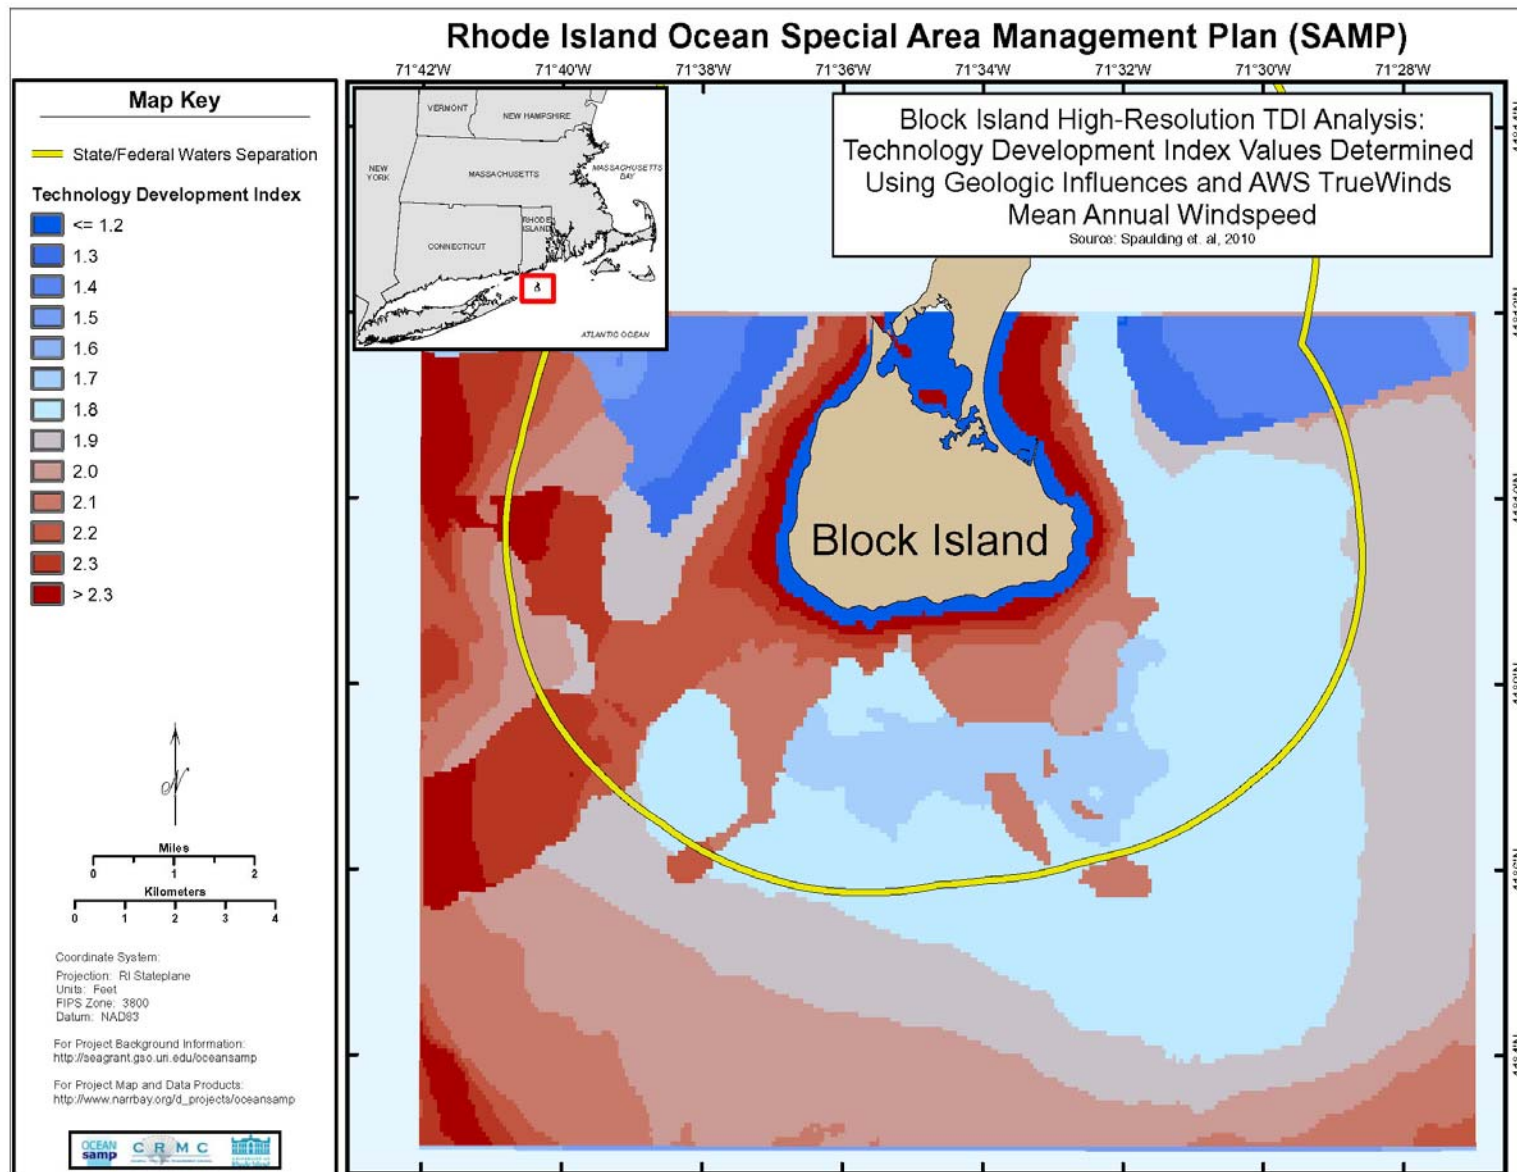 Rhode Island Ocean Special Area Management Plan (SAMP)
71°42'W 71°40'W 71°38'W 71°36'W 71°34'W 71°32'W 71°30'W 71°28'W
Map Key
State/Federal Waters Separation
Technology Development Index
<= 1.2
1.3
1.4
1.5
1.6
1.7
1.8
1.9
2.0
2.1
2.2
2.3
> 2.3
Miles
0 1 2
Kilometers
0 1 2 3 4
Coordinate System:
Projection: RI Stateplane
Units: Feet
FIPS Zone: 3800
Datum: NAD83
For Project Background Information:
http://seagrant.gso.uri.edu/oceansamp
For Project Map and Data Products:
http://www.narrbay.org/d_projects/oceansamp
OCEAN
samp
CRMC
VERMONT
NEW HAMPSHIRE
NEW
YORK
MASSACHUSETTS
MASSACHUSETTS
BAY
RHODE
ISLAND
CONNECTICUT
ATLANTIC OCEAN
Block Island High-Resolution TDI Analysis:
Technology Development Index Values Determined
Using Geologic Influences and AWS TrueWinds
Mean Annual Windspeed
Source: Spaulding et. al, 2010
Block Island